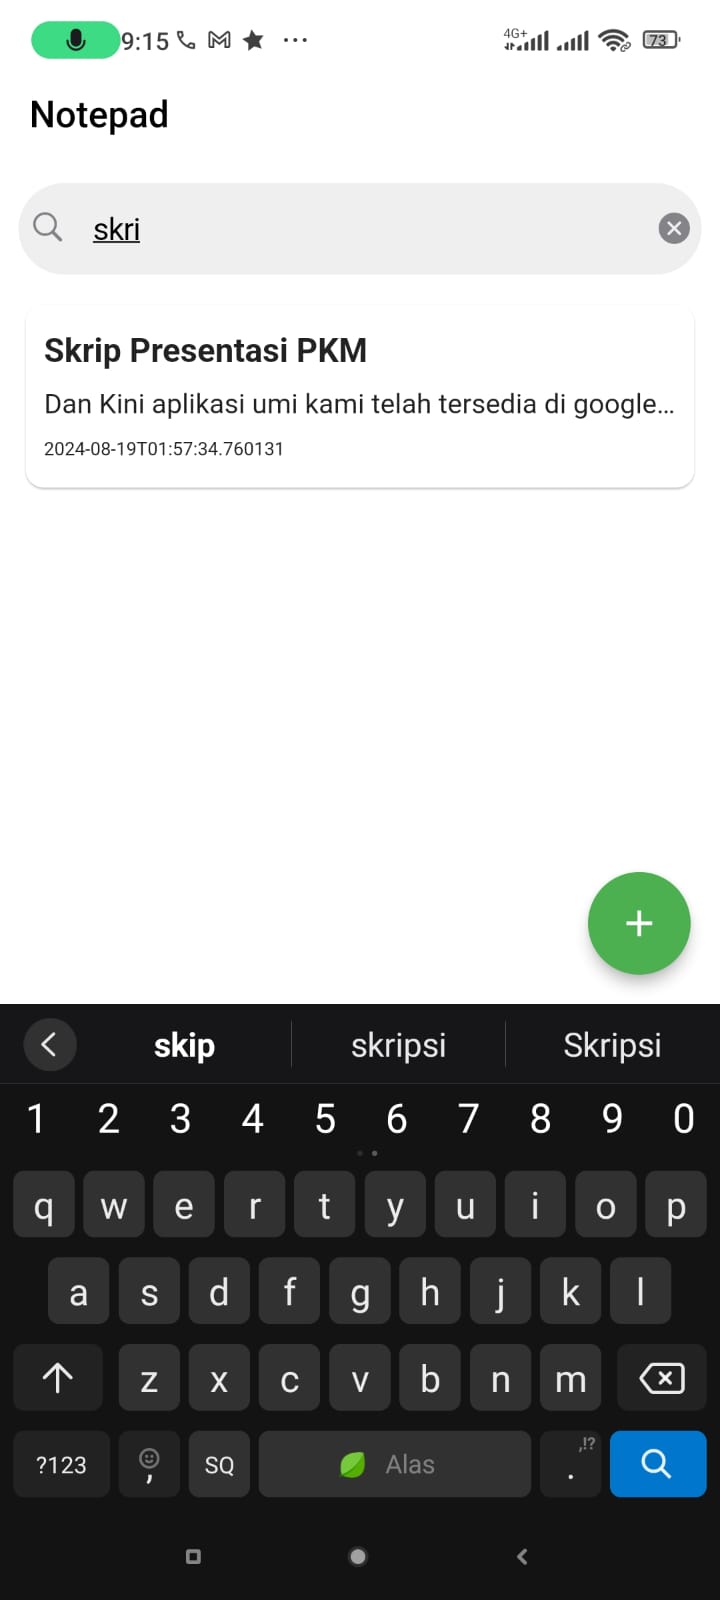 9:15
4G+
73
Notepad
skri
Skrip Presentasi PKM
Dan Kini aplikasi umi kami telah tersedia di google...
2024-08-19T01:57:34.760131
skip skripsi Skripsi
1 2 3 4 5 6 7 8 9 0
q w e r t y u i o p
a s d f g h j k l
z x c v b n m
?123 , SQ Alas ,!? .